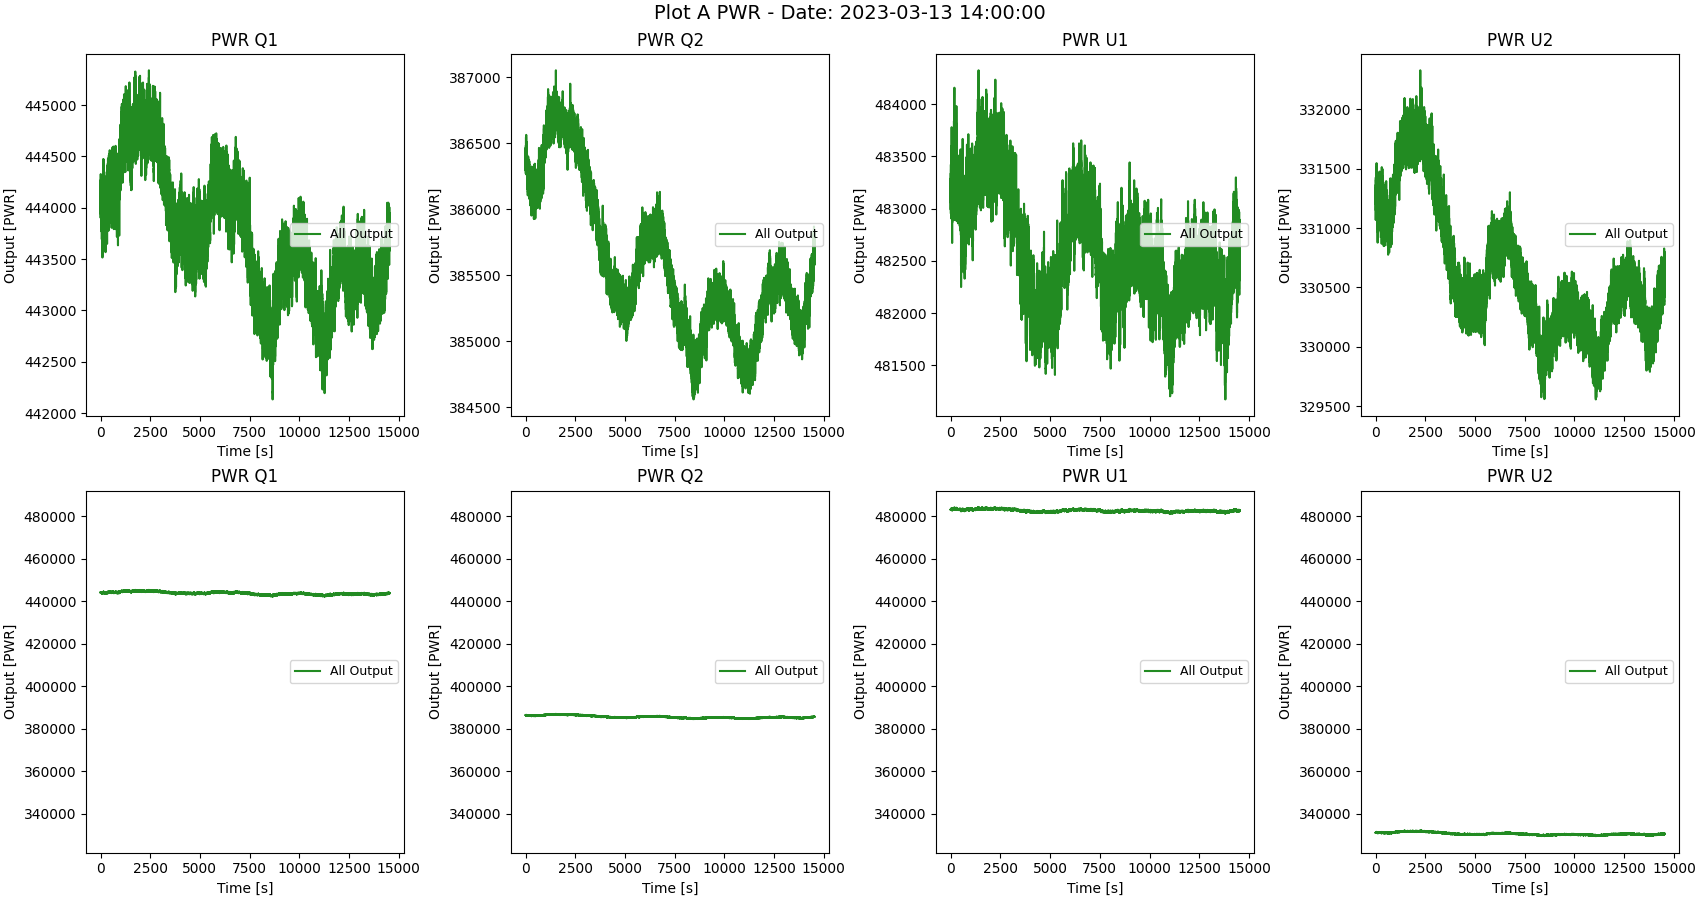 Plot A PWR - Date: 2023-03-13 14:00:00
PWR Q1
PWR Q2
PWR U1
PWR U2
Output [PWR]
445000
444500
444000
443500
443000
442500
442000
All Output
0 2500 5000 7500 10000 12500 15000
Time [s]
Output [PWR]
387000
386500
386000
385500
385000
384500
All Output
0 2500 5000 7500 10000 12500 15000
Time [s]
Output [PWR]
484000
483500
483000
482500
482000
481500
All Output
0 2500 5000 7500 10000 12500 15000
Time [s]
Output [PWR]
332000
331500
331000
330500
330000
329500
All Output
0 2500 5000 7500 10000 12500 15000
Time [s]
PWR Q1
PWR Q2
PWR U1
PWR U2
Output [PWR]
480000
460000
440000
420000
400000
380000
360000
340000
All Output
0 2500 5000 7500 10000 12500 15000
Time [s]
Output [PWR]
480000
460000
440000
420000
400000
380000
360000
340000
All Output
0 2500 5000 7500 10000 12500 15000
Time [s]
Output [PWR]
480000
460000
440000
420000
400000
380000
360000
340000
All Output
0 2500 5000 7500 10000 12500 15000
Time [s]
Output [PWR]
480000
460000
440000
420000
400000
380000
360000
340000
All Output
0 2500 5000 7500 10000 12500 15000
Time [s]